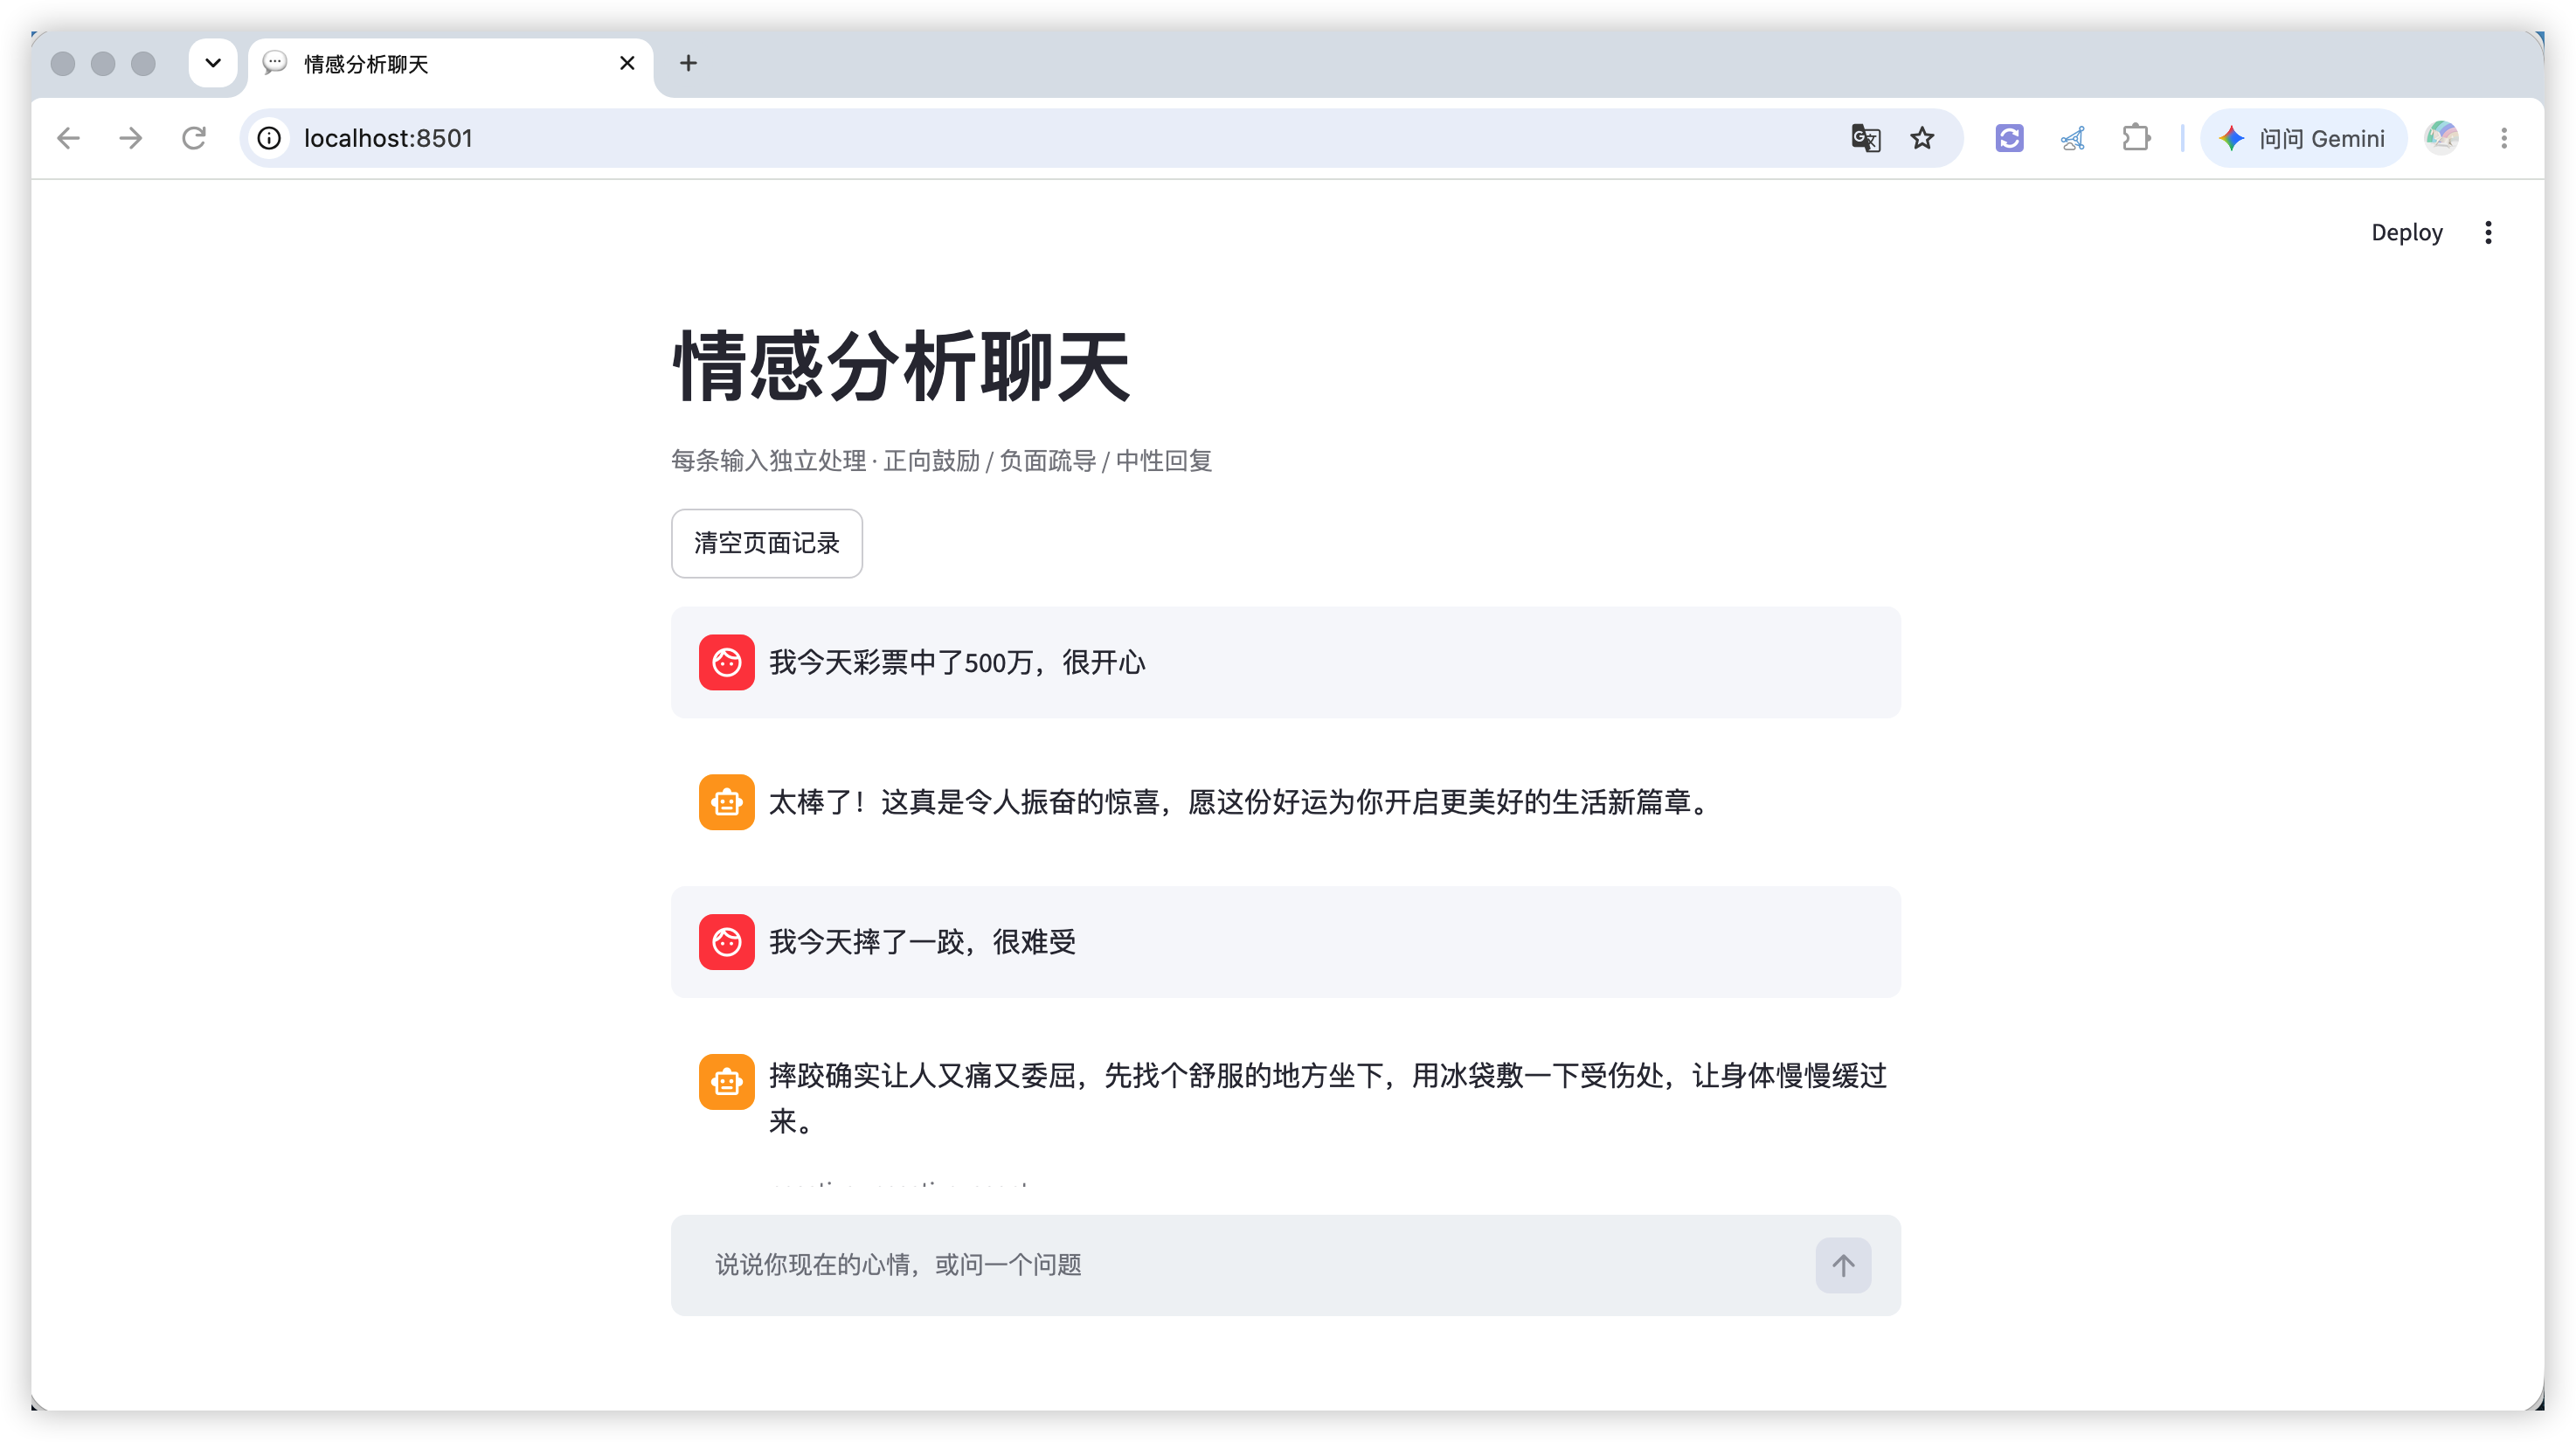 情感分析聊天
localhost:8501
问问 Gemini
Deploy
情感分析聊天
每条输入独立处理 · 正向鼓励 / 负面疏导 / 中性回复
清空页面记录
我今天彩票中了500万，很开心
太棒了！这真是令人振奋的惊喜，愿这份好运为你开启更美好的生活新篇章。
我今天摔了一跤，很难受
摔跤确实让人又痛又委屈，先找个舒服的地方坐下，用冰袋敷一下受伤处，让身体慢慢缓过
来。
说说你现在的心情，或问一个问题